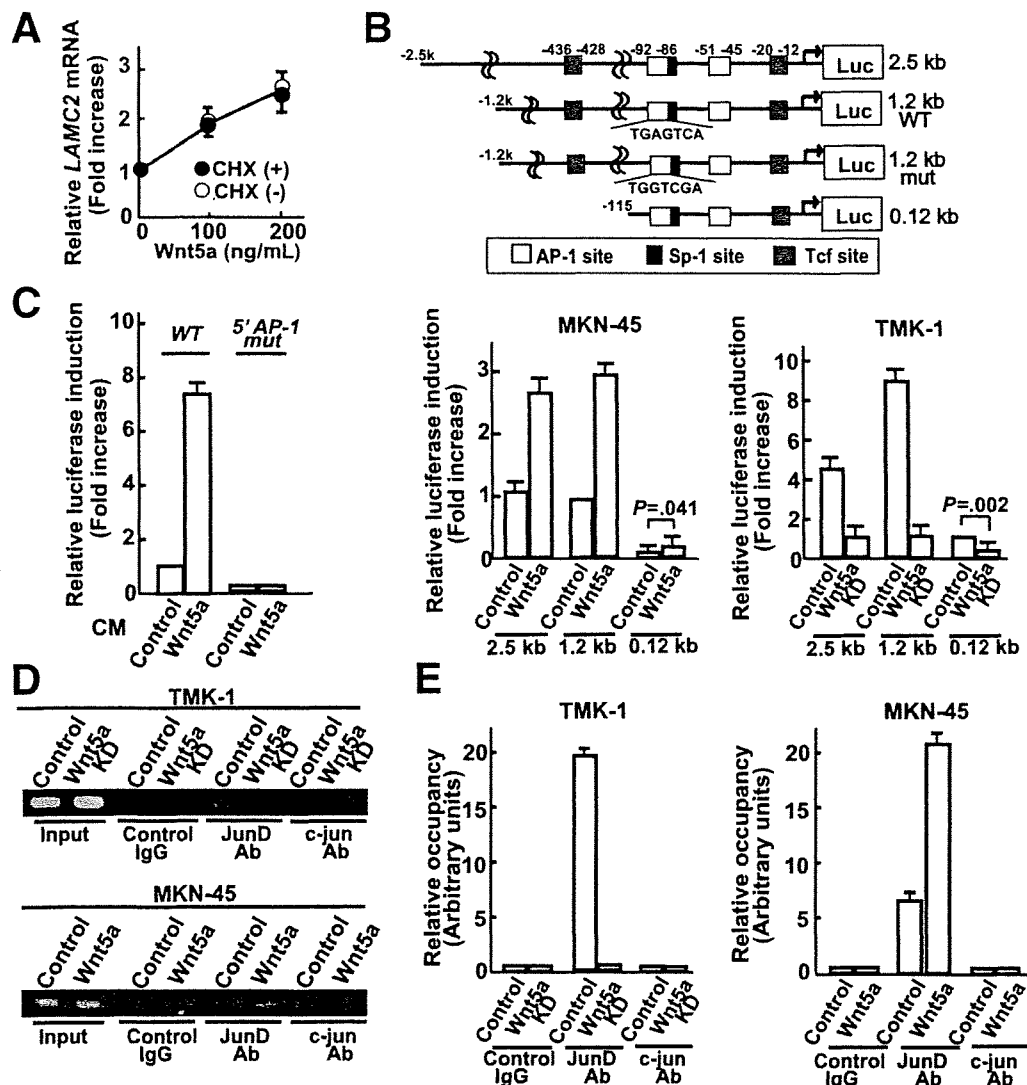 A
Relative LAMC2 mRNA
(Fold increase)
3
2
1
0
CHX (+)
CHX (-)
0 100 200
Wnt5a (ng/mL)
B
-2.5k
-436 -428 -92 -86 -51 -45 -20 -12
Luc
2.5 kb
-1.2k
TGAGTCA
Luc
1.2 kb
WT
-1.2k
TGGTCGA
Luc
1.2 kb
mut
-115
Luc
0.12 kb
AP-1 site Sp-1 site Tcf site
C
Relative luciferase induction
(Fold increase)
10
8
6
4
2
0
WT
5' AP-1
mut
CM
Control
Wnt5a
Control
Wnt5a
MKN-45
Relative luciferase induction
(Fold increase)
3
2
1
0
P=.041
Control
Wnt5a
Control
Wnt5a
Control
Wnt5a
2.5 kb 1.2 kb 0.12 kb
TMK-1
Relative luciferase induction
(Fold increase)
10
8
6
4
2
0
P=.002
Control
Wnt5a
KD
Control
Wnt5a
KD
Control
Wnt5a
KD
2.5 kb 1.2 kb 0.12 kb
D
TMK-1
Control
Wnt5a
KD
Control
Wnt5a
KD
Control
Wnt5a
KD
Control
Wnt5a
KD
Input
Control
IgG
JunD
Ab
c-jun
Ab
MKN-45
Control
Wnt5a
Control
Wnt5a
Control
Wnt5a
Control
Wnt5a
Input
Control
IgG
JunD
Ab
c-jun
Ab
E
TMK-1
Relative occupancy
(Arbitrary units)
20
15
10
5
0
Control
Wnt5a
KD
Control
Wnt5a
KD
Control
Wnt5a
KD
Control
IgG
JunD
Ab
c-jun
Ab
MKN-45
Relative occupancy
(Arbitrary units)
20
15
10
5
0
Control
Wnt5a
Control
Wnt5a
Control
Wnt5a
Control
IgG
JunD
Ab
c-jun
Ab